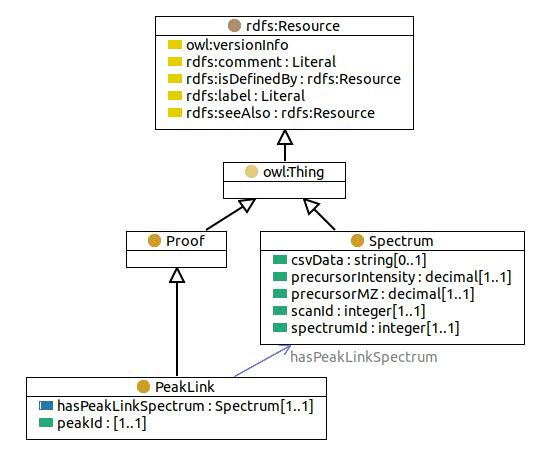 rdfs:Resource
owl:versionInfo
rdfs:comment : Literal
rdfs:isDefinedBy : rdfs:Resource
rdfs:label : Literal
rdfs:seeAlso : rdfs:Resource
owl:Thing
Proof
Spectrum
csvData : string[0..1]
precursorIntensity : decimal[1..1]
precursorMZ : decimal[1..1]
scanId : integer[1..1]
spectrumId : integer[1..1]
hasPeakLinkSpectrum
PeakLink
hasPeakLinkSpectrum : Spectrum[1..1]
peakId : [1..1]